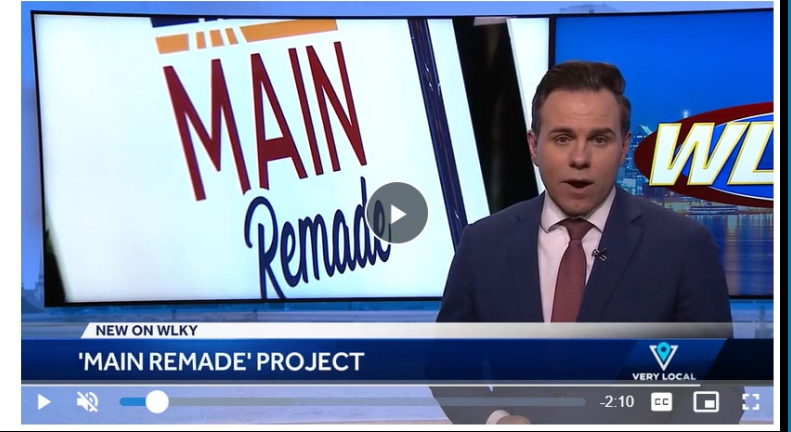 MAIN
Remade
WL
NEW ON WLKY
'MAIN REMADE' PROJECT
VERY LOCAL
-2:10
CC